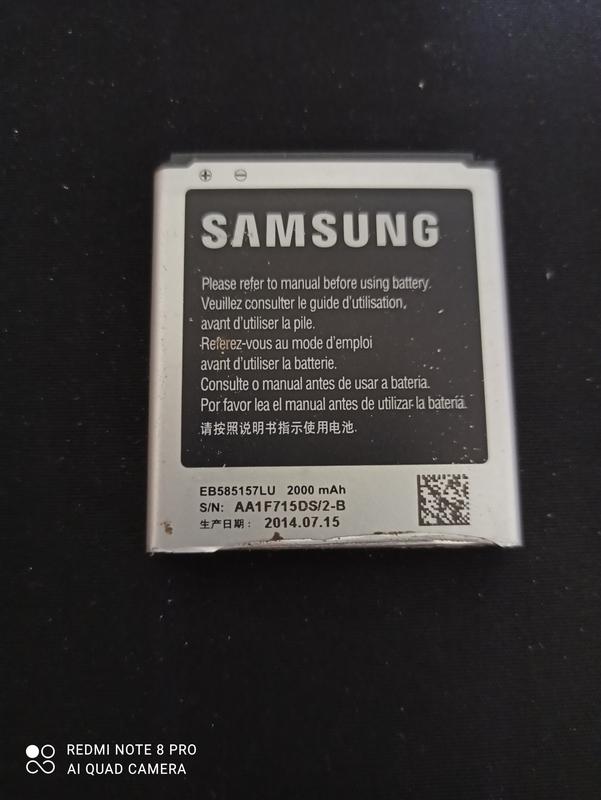 SAMSUNG
Please refer to manual before using battery.
Veuillez consulter le guide d'utilisation,
avant d'utiliser la pile.
Referez-vous au mode d'emploi
avant d'utiliser la batterie.
Consulte o manual antes de usar a bateria.
Por favor lea el manual antes de utilizar la bateria.
请按照说明书指示使用电池.
EB585157LU 2000 mAh
S/N: AA1F715DS/2-B
生产日期: 2014.07.15
REDMI NOTE 8 PRO
AI QUAD CAMERA